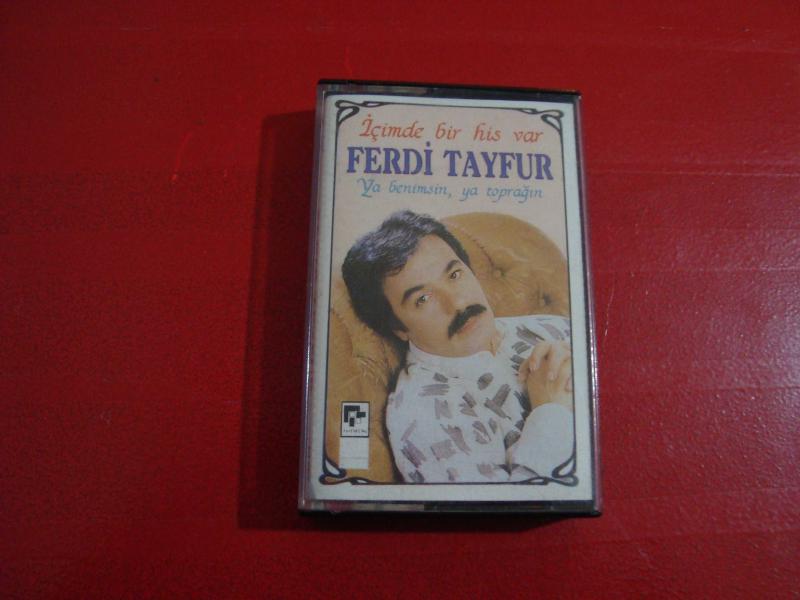 İçimde bir his var
FERDİ TAYFUR
Ya benimsin, ya toprağın